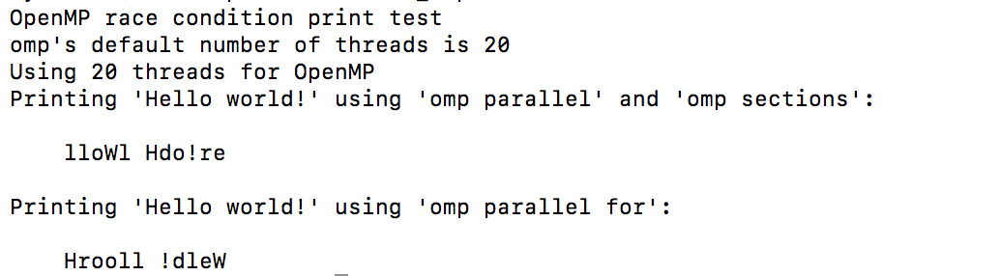 OpenMP race condition print test
omp's default number of threads is 20
Using 20 threads for OpenMP
Printing 'Hello world!' using 'omp parallel' and 'omp sections':
lloWl Hdo!re
Printing 'Hello world!' using 'omp parallel for':
Hrooll !dleW